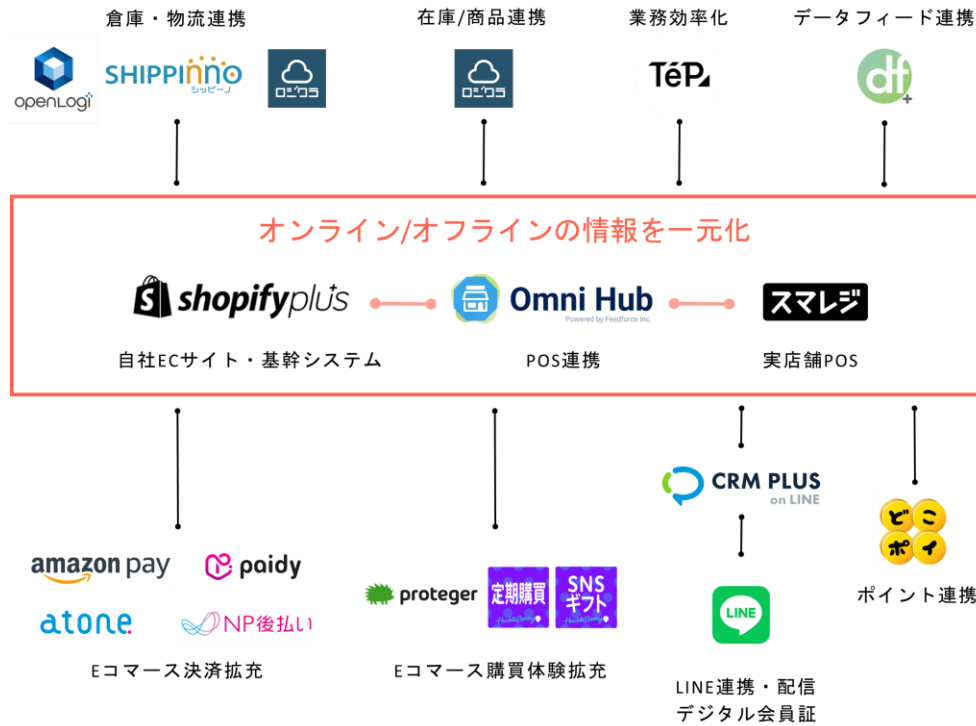 倉庫・物流連携
在庫/商品連携
業務効率化
データフィード連携
openLogi
SHIPPINNO
シッピーノ
ロジクラ
ロジクラ
TéP
df+
オンライン/オフラインの情報を一元化
shopifyplus
Omni Hub
Powered by Feedforce Inc.
スマレジ
自社ECサイト・基幹システム
POS連携
実店舗POS
CRM PLUS
on LINE
どこ
ポイ
amazon pay
paidy
atone
NP後払い
proteger
定期購買
Huckleberry
SNS
ギフト
Huckleberry
LINE
ポイント連携
Eコマース決済拡充
Eコマース購買体験拡充
LINE連携・配信
デジタル会員証